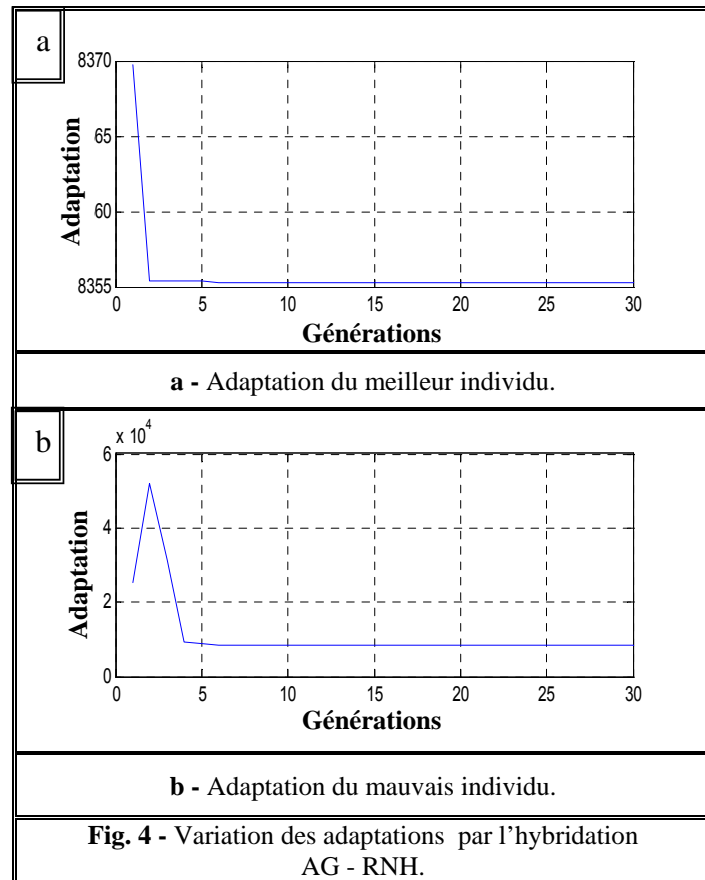 a
8370
65
60
8355
Adaptation
0 5 10 15 20 25 30
Générations
a - Adaptation du meilleur individu.
b
x 10^4
6
4
2
0
Adaptation
0 5 10 15 20 25 30
Générations
b - Adaptation du mauvais individu.
Fig. 4 - Variation des adaptations par l’hybridation
AG - RNH.